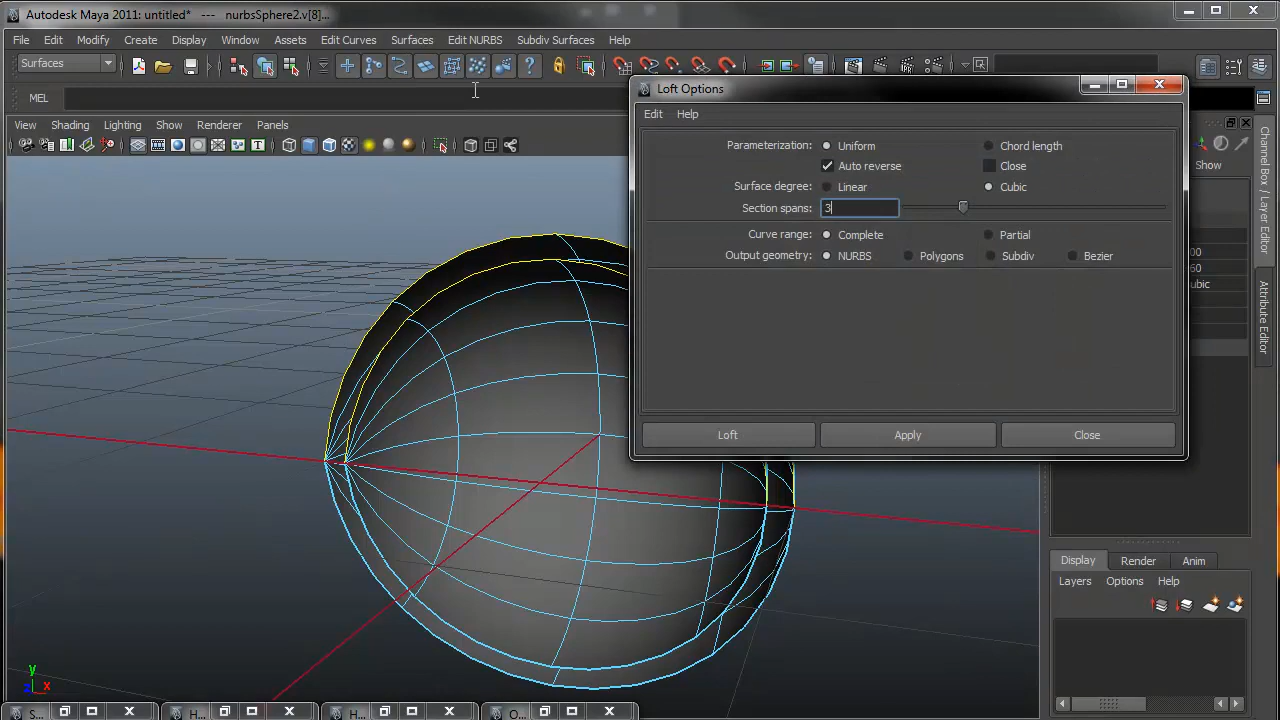 Autodesk Maya 2011: untitled* --- nurbsSphere2.v[8]...
File Edit Modify Create Display Window Assets Edit Curves Surfaces Edit NURBS Subdiv Surfaces Help
Surfaces
MEL
View Shading Lighting Show Renderer Panels
Loft Options
Edit Help
Parameterization: Uniform Chord length
Auto reverse Close
Surface degree: Linear Cubic
Section spans: 3
Curve range: Complete Partial
Output geometry: NURBS Polygons Subdiv Bezier
Loft Apply Close
Show
00
60
ubic
Channel Box / Layer Editor
Attribute Editor
Display Render Anim
Layers Options Help
y
z x
S... H... H... O...